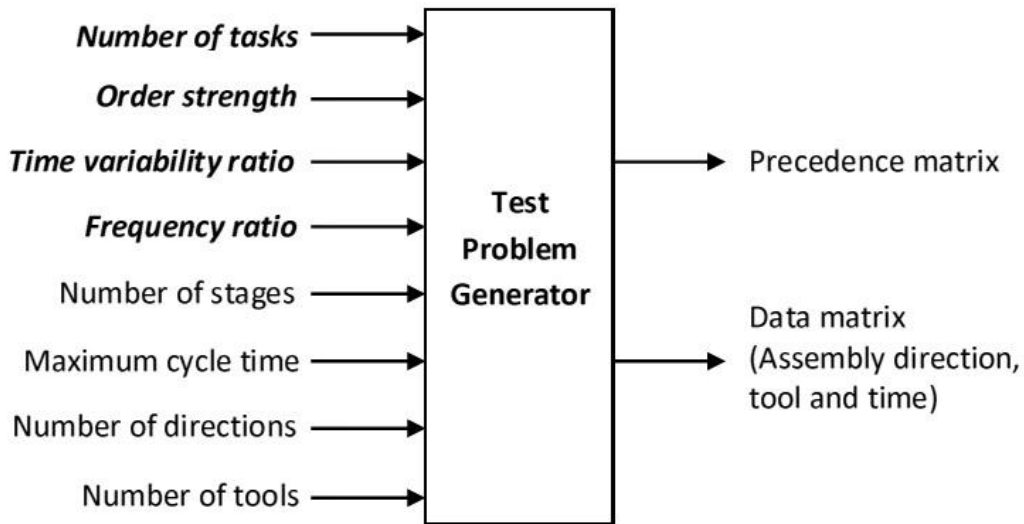 Number of tasks
Order strength
Time variability ratio
Frequency ratio
Number of stages
Maximum cycle time
Number of directions
Number of tools
Test
Problem
Generator
Precedence matrix
Data matrix
(Assembly direction,
tool and time)